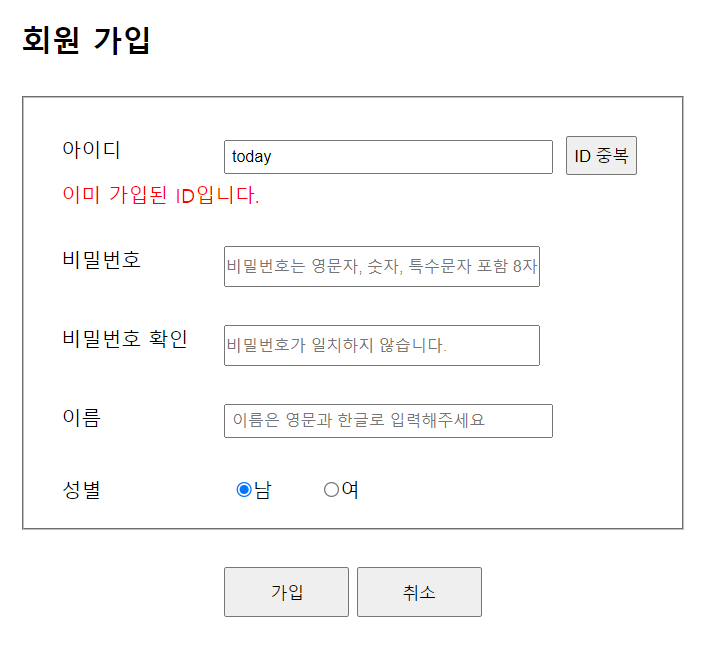 회원 가입
아이디 today ID 중복
이미 가입된 ID입니다.
비밀번호 비밀번호는 영문자, 숫자, 특수문자 포함 8자
비밀번호 확인 비밀번호가 일치하지 않습니다.
이름 이름은 영문과 한글로 입력해주세요
성별 남 여
가입 취소